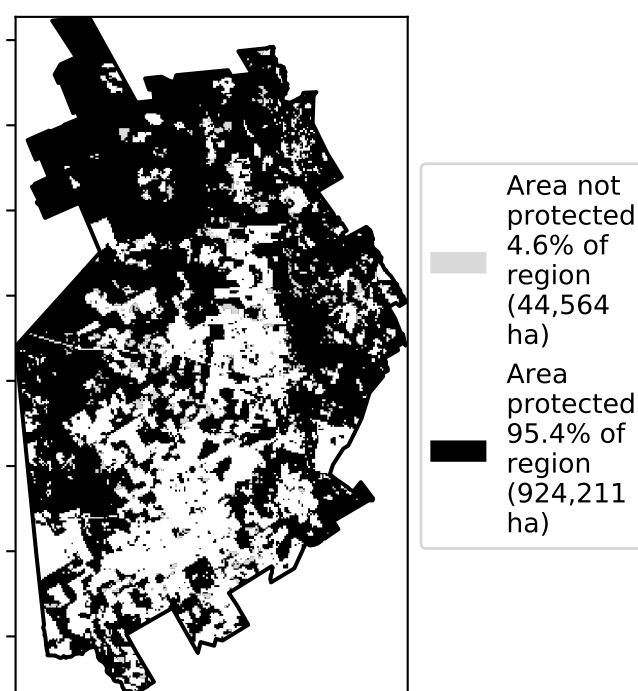 Area not
protected
4.6% of
region
(44,564
ha)
Area
protected
95.4% of
region
(924,211
ha)